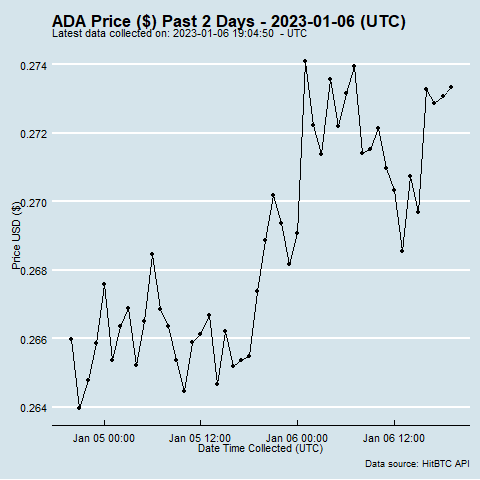 ADA Price ($) Past 2 Days - 2023-01-06 (UTC)
Latest data collected on: 2023-01-06 19:04:50 - UTC
0.274
0.272
0.270
0.268
0.266
0.264
Price USD ($)
Jan 05 00:00 Jan 05 12:00 Jan 06 00:00 Jan 06 12:00
Date Time Collected (UTC)
Data source: HitBTC API